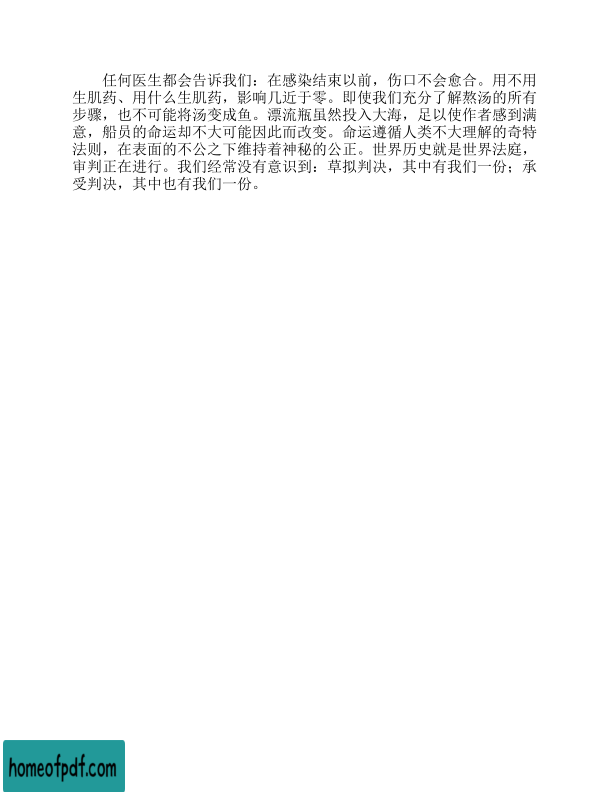 任何医生都会告诉我们：在感染结束以前，伤口不会愈合。用不用
生肌药、用什么生肌药，影响几近于零。即使我们充分了解熬汤的所有
步骤，也不可能将汤变成鱼。漂流瓶虽然投入大海，足以使作者感到满
意，船员的命运却不大可能因此而改变。命运遵循人类不大理解的奇特
法则，在表面的不公之下维持着神秘的公正。世界历史就是世界法庭，
审判正在进行。我们经常没有意识到：草拟判决，其中有我们一份；承
受判决，其中也有我们一份。
homeofpdf.com